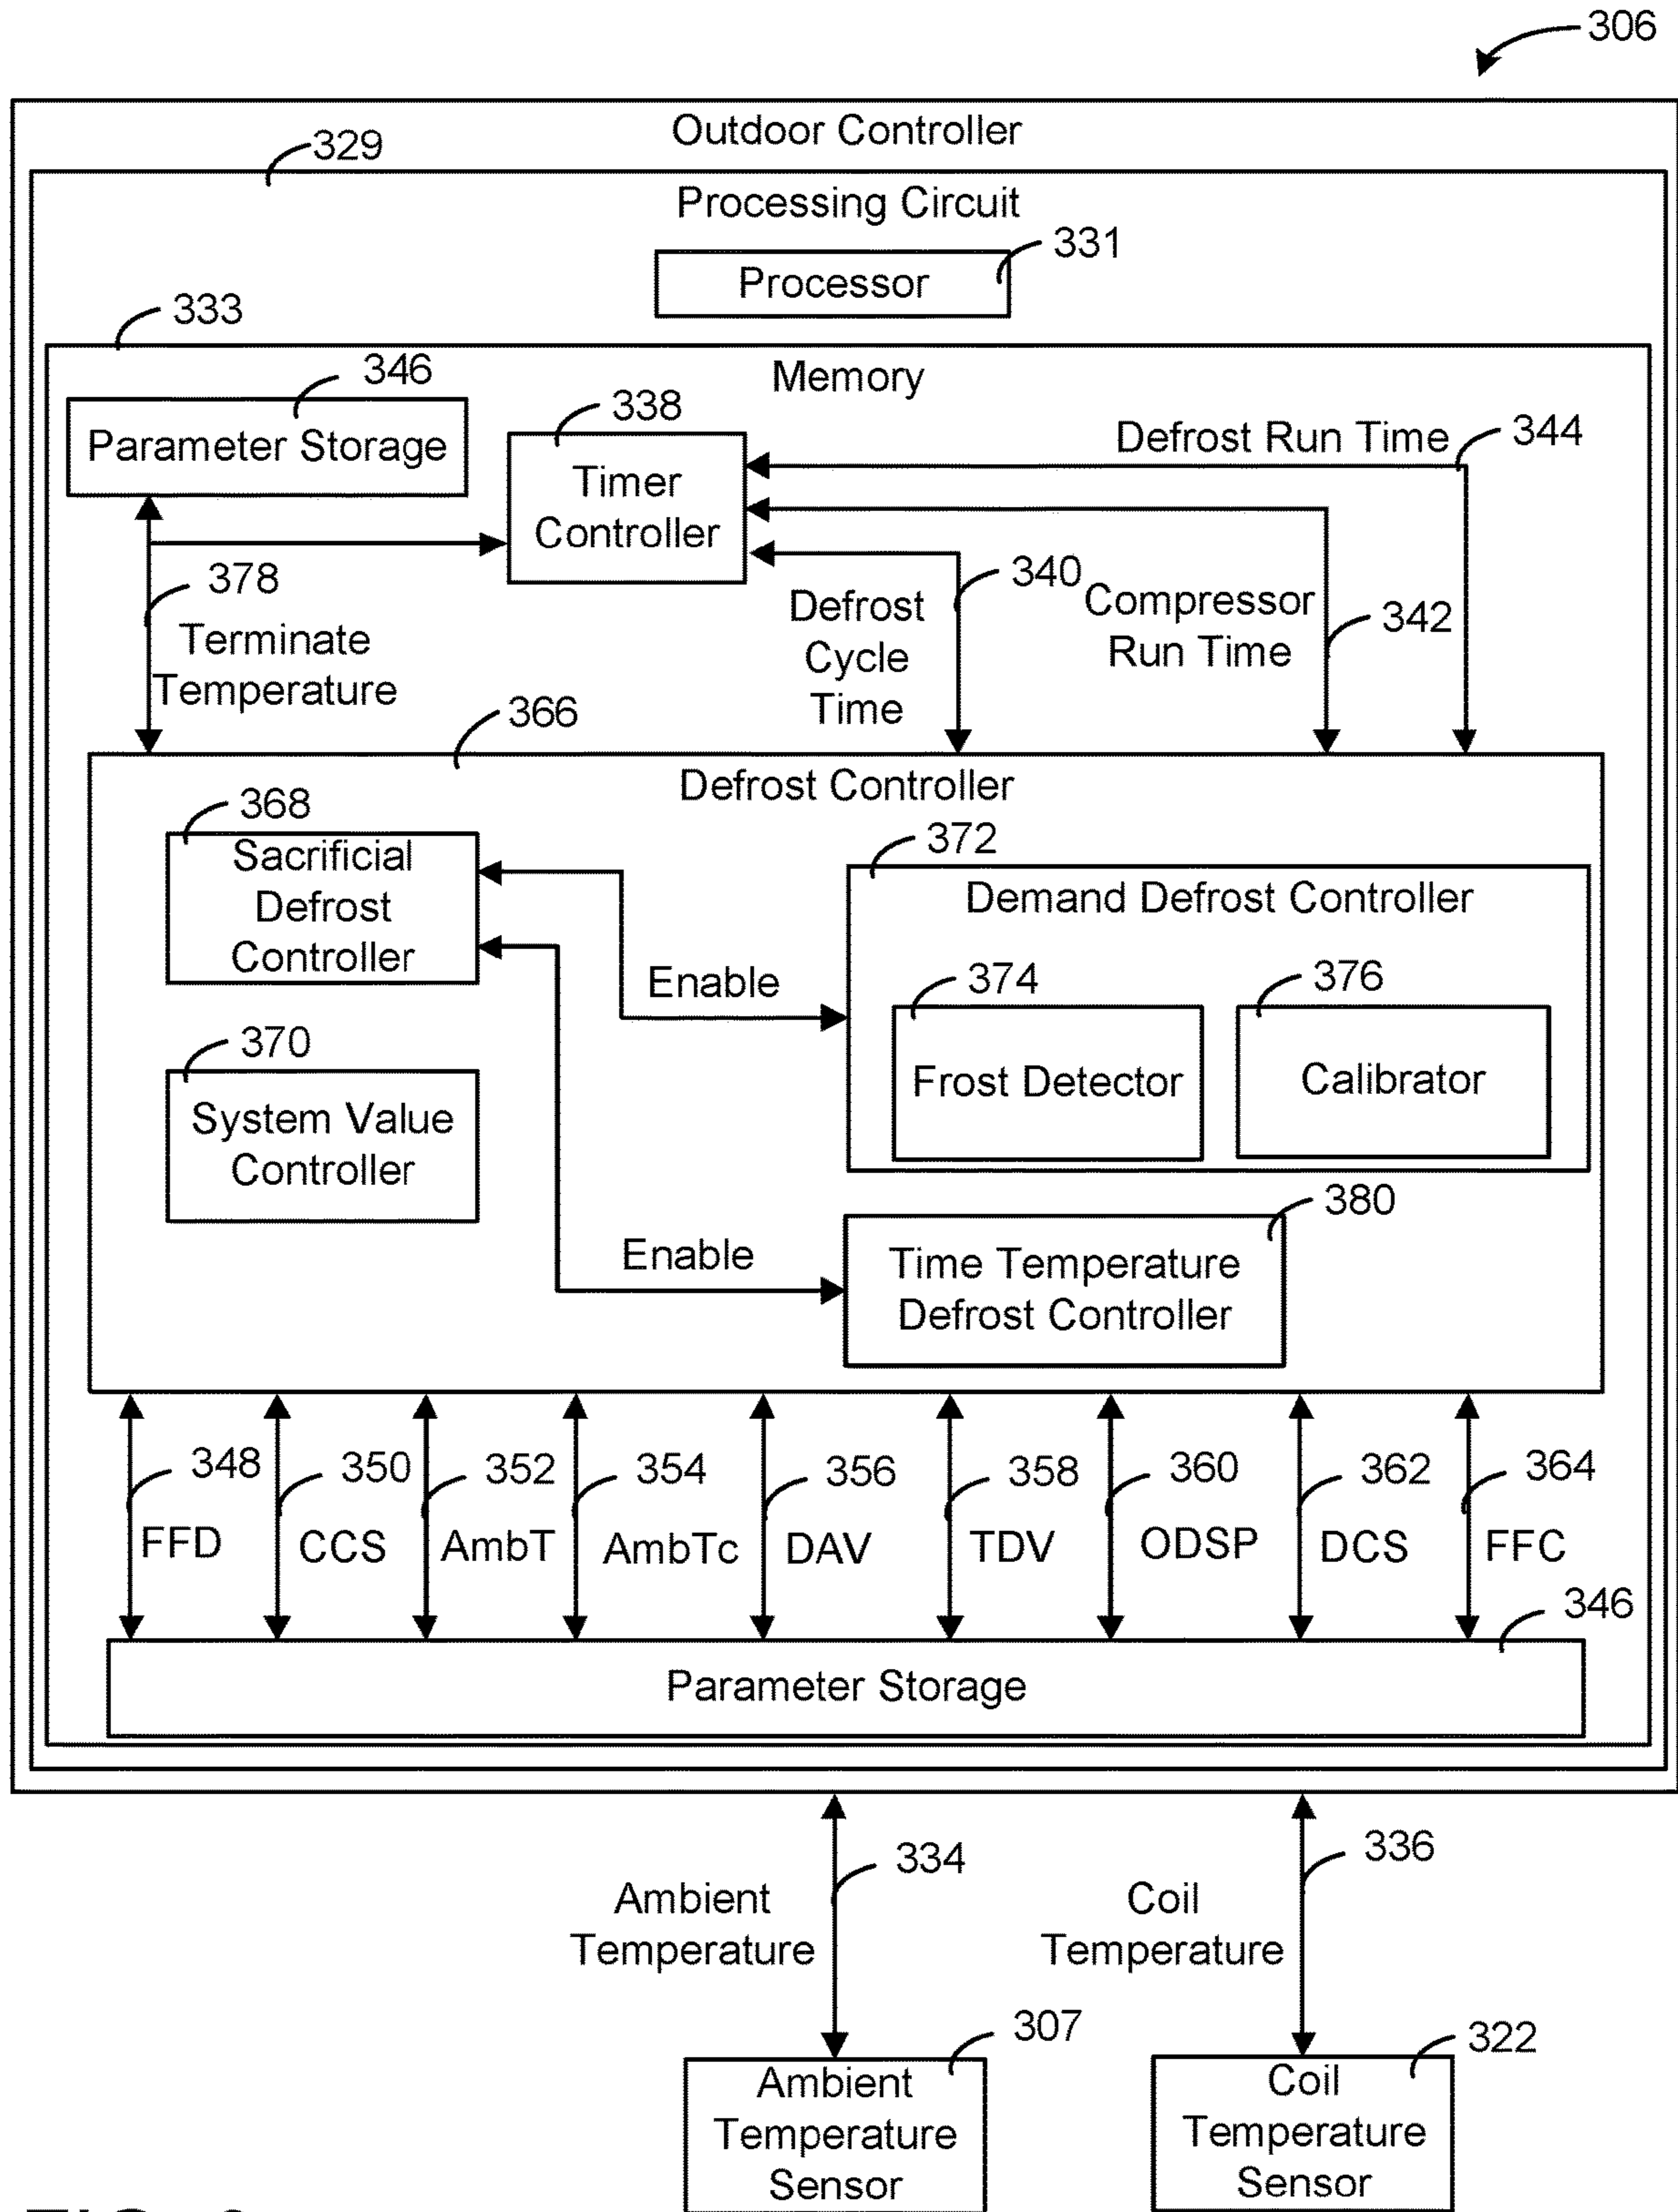 306
Outdoor Controller
329
Processing Circuit
331
Processor
333
Memory
346
Parameter Storage
338
Timer
Controller
Defrost Run Time
344
378
Terminate
Temperature
340
Defrost
Cycle
Time
Compressor
Run Time
342
366
Defrost Controller
368
Sacrificial
Defrost
Controller
372
Demand Defrost Controller
Enable
374
Frost Detector
376
Calibrator
370
System Value
Controller
380
Enable
Time Temperature
Defrost Controller
348
350
352
354
356
358
360
362
364
FFD
CCS
AmbT
AmbTc
DAV
TDV
ODSP
DCS
FFC
346
Parameter Storage
334
Ambient
Temperature
336
Coil
Temperature
307
Ambient
Temperature
Sensor
322
Coil
Temperature
Sensor